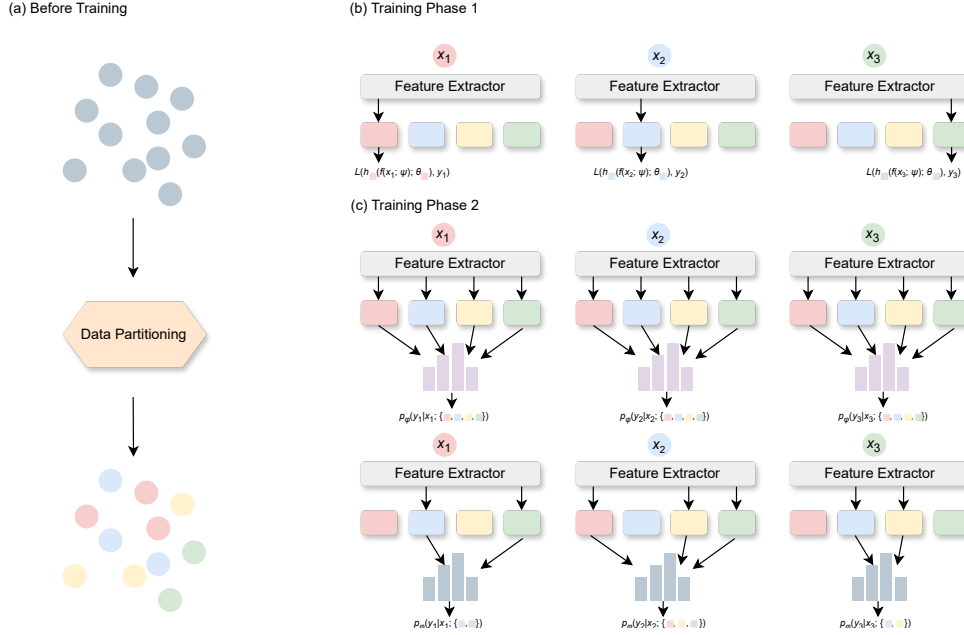 (a) Before Training
Data Partitioning
(b) Training Phase 1
x1 x2 x3
Feature Extractor Feature Extractor Feature Extractor
L(h (f(x1; ψ); θ ), y1) L(h (f(x2; ψ); θ ), y2) L(h (f(x3; ψ); θ ), y3)
(c) Training Phase 2
x1 x2 x3
Feature Extractor Feature Extractor Feature Extractor
pφ(y1|x1; { , , , }) pφ(y2|x2; { , , , }) pφ(y3|x3; { , , , })
x1 x2 x3
Feature Extractor Feature Extractor Feature Extractor
pφ(y1|x1; { , }) pφ(y2|x2; { , , }) pφ(y3|x3; { , })